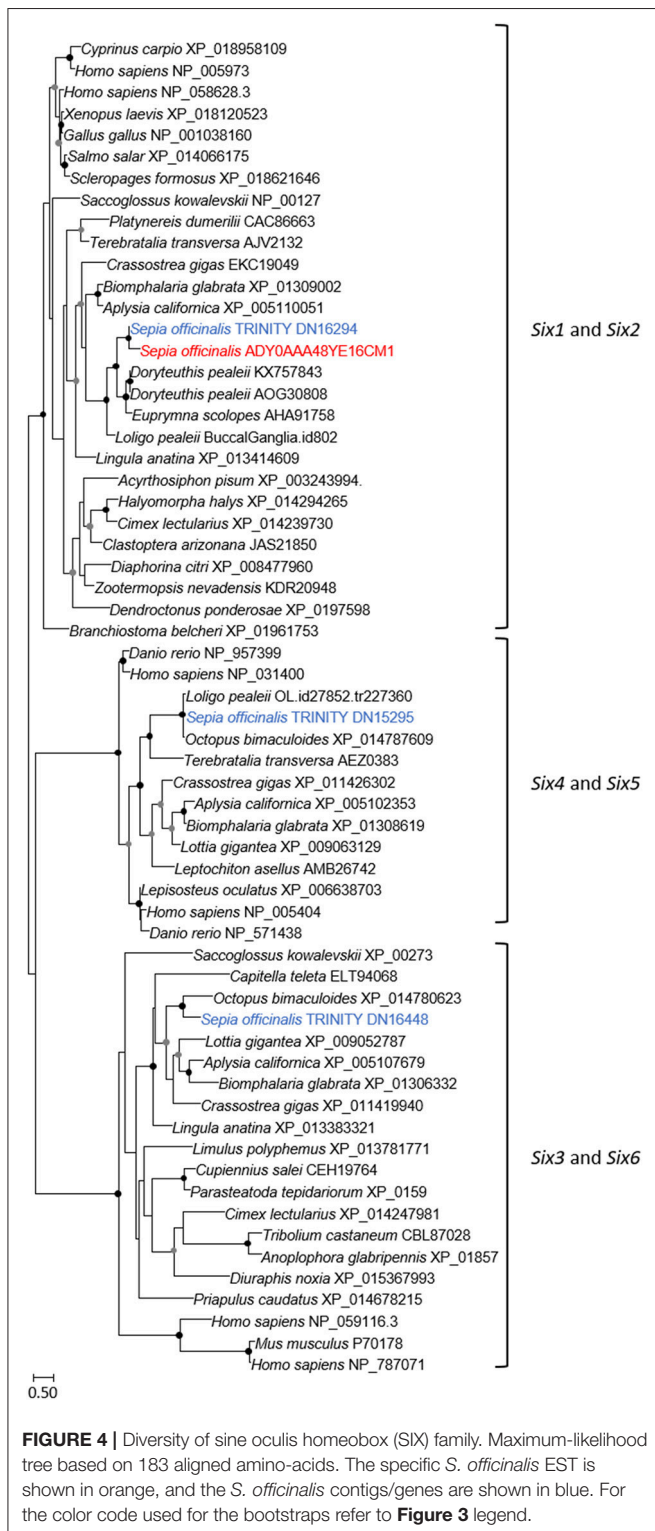 Cyprinus carpio XP_018958109
Homo sapiens NP_005973
Homo sapiens NP_058628.3
Xenopus laevis XP_018120523
Gallus gallus NP_001038160
Salmo salar XP_014066175
Scleropages formosus XP_018621646
Saccoglossus kowalevskii NP_00127
Platynereis dumerilii CAC86663
Terebratalia transversa AJV2132
Crassostrea gigas EKC19049
Biomphalaria glabrata XP_01309002
Aplysia californica XP_005110051
Sepia officinalis TRINITY DN16294
Sepia officinalis ADY0AAA48YE16CM1
Doryteuthis pealeii KX757843
Doryteuthis pealeii AOG30808
Euprymna scolopes AHA91758
Loligo pealeii BuccalGanglia.id802
Lingula anatina XP_013414609
Acyrthosiphon pisum XP_003243994.
Halyomorpha halys XP_014294265
Cimex lectularius XP_014239730
Clastoptera arizonana JAS21850
Diaphorina citri XP_008477960
Zootermopsis nevadensis KDR20948
Dendroctonus ponderosae XP_0197598
Branchiostoma belcheri XP_01961753
Six1 and Six2
Danio rerio NP_957399
Homo sapiens NP_031400
Loligo pealeii OL.id27852.tr227360
Sepia officinalis TRINITY DN15295
Octopus bimaculoides XP_014787609
Terebratalia transversa AEZ0383
Crassostrea gigas XP_011426302
Aplysia californica XP_005102353
Biomphalaria glabrata XP_01308619
Lottia gigantea XP_009063129
Leptochiton asellus AMB26742
Lepisosteus oculatus XP_006638703
Homo sapiens NP_005404
Danio rerio NP_571438
Six4 and Six5
Saccoglossus kowalevskii XP_00273
Capitella teleta ELT94068
Octopus bimaculoides XP_014780623
Sepia officinalis TRINITY DN16448
Lottia gigantea XP_009052787
Aplysia californica XP_005107679
Biomphalaria glabrata XP_01306332
Crassostrea gigas XP_011419940
Lingula anatina XP_013383321
Limulus polyphemus XP_013781771
Cupiennius salei CEH19764
Parasteatoda tepidariorum XP_0159
Cimex lectularius XP_014247981
Tribolium castaneum CBL87028
Anoplophora glabripennis XP_01857
Diuraphis noxia XP_015367993
Priapulus caudatus XP_014678215
Homo sapiens NP_059116.3
Mus musculus P70178
Homo sapiens NP_787071
Six3 and Six6
0.50
FIGURE 4 | Diversity of sine oculis homeobox (SIX) family. Maximum-likelihood
tree based on 183 aligned amino-acids. The specific S. officinalis EST is
shown in orange, and the S. officinalis contigs/genes are shown in blue. For
the color code used for the bootstraps refer to Figure 3 legend.